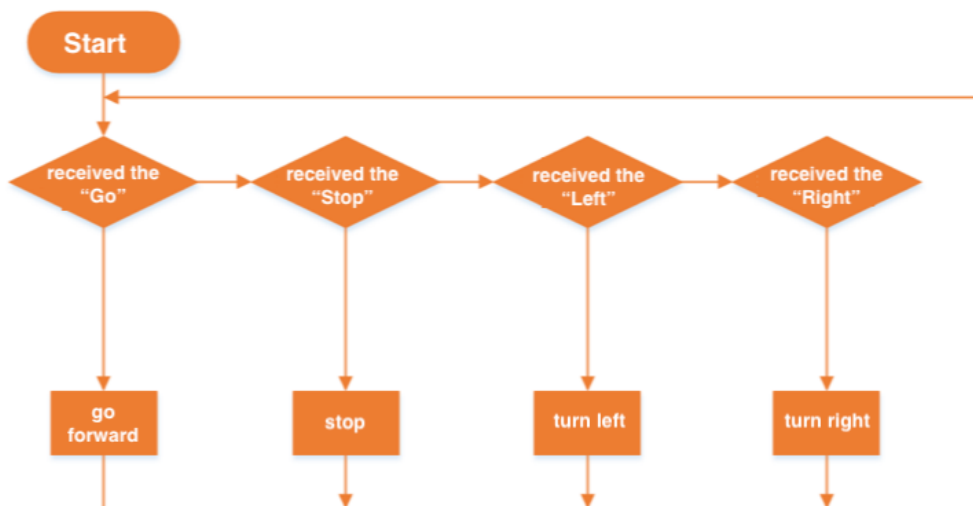 Start
received the
“Go”
received the
“Stop”
received the
“Left”
received the
“Right”
go
forward
stop
turn left
turn right